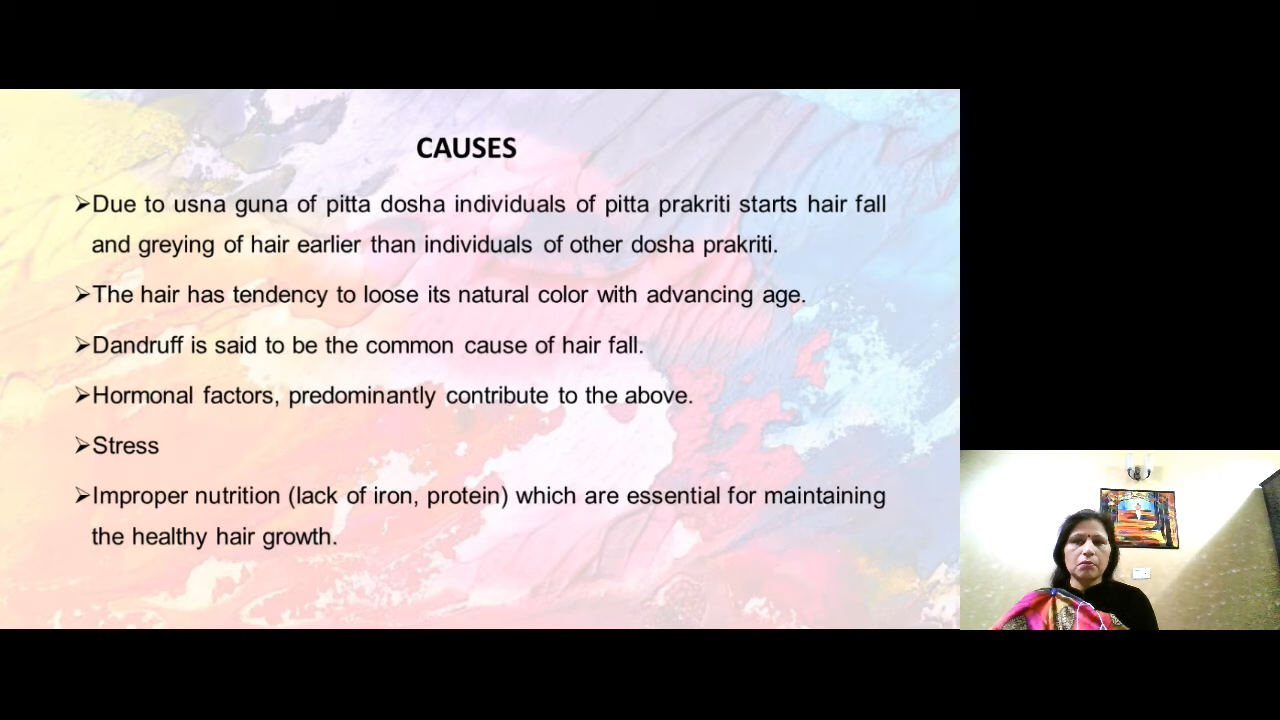 CAUSES
➢Due to usna guna of pitta dosha individuals of pitta prakriti starts hair fall
and greying of hair earlier than individuals of other dosha prakriti.
➢The hair has tendency to loose its natural color with advancing age.
➢Dandruff is said to be the common cause of hair fall.
➢Hormonal factors, predominantly contribute to the above.
➢Stress
➢Improper nutrition (lack of iron, protein) which are essential for maintaining
the healthy hair growth.